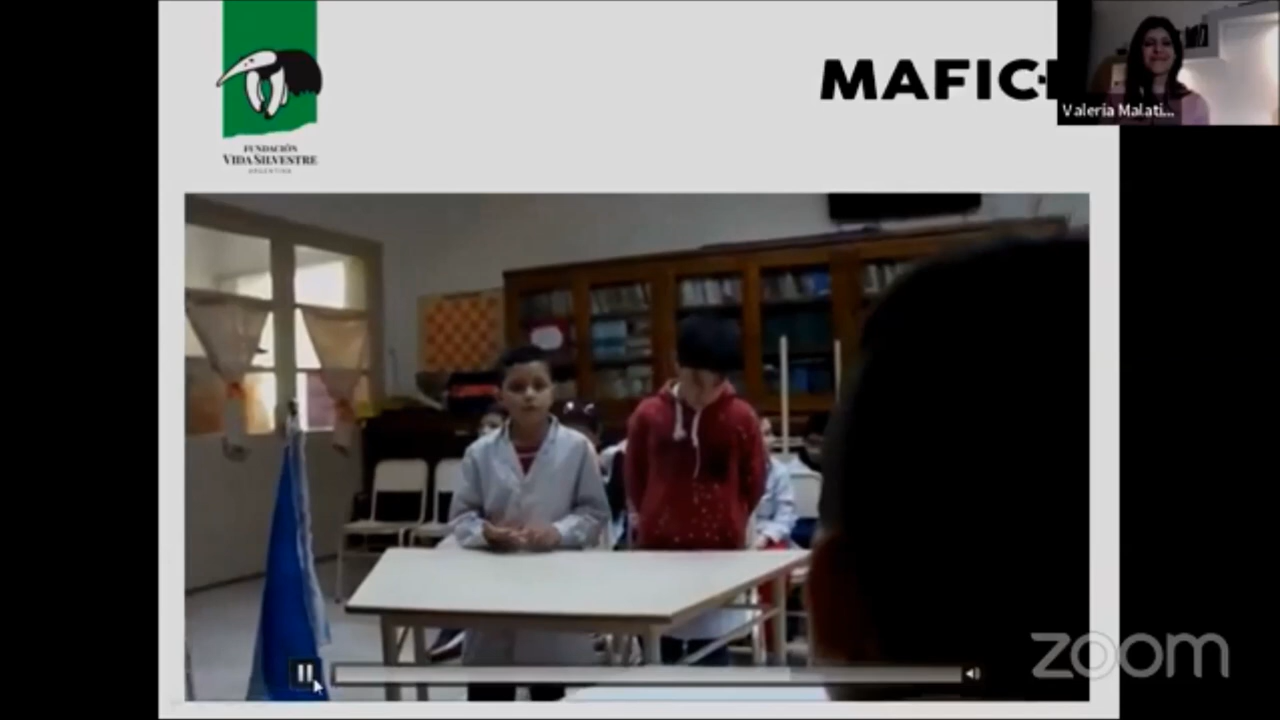 FUNDACIÓN
VIDA SILVESTRE
ARGENTINA
MAFIC
Valeria Malati...
zoom